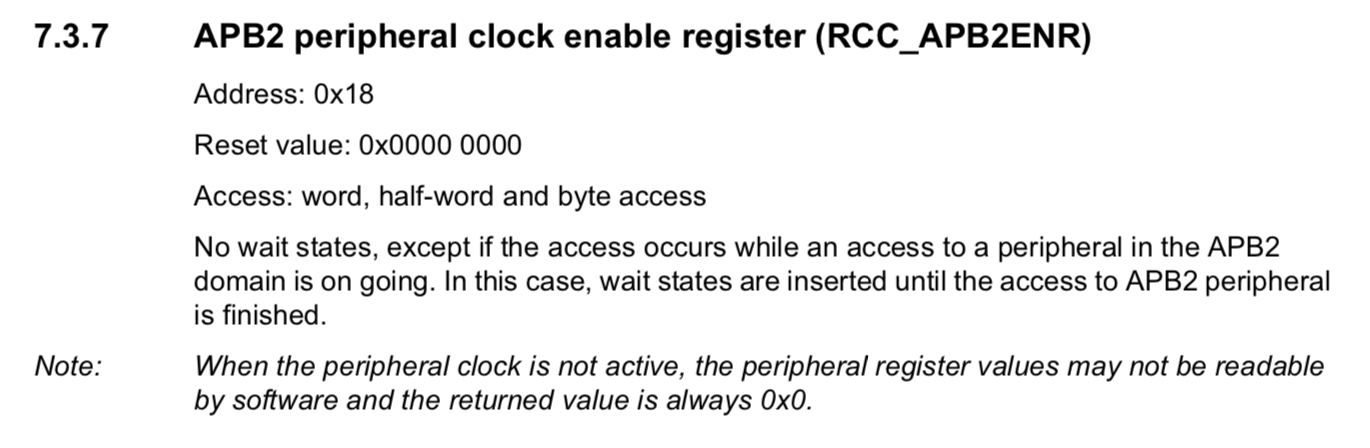 7.3.7 APB2 peripheral clock enable register (RCC_APB2ENR)
Address: 0x18
Reset value: 0x0000 0000
Access: word, half-word and byte access
No wait states, except if the access occurs while an access to a peripheral in the APB2
domain is on going. In this case, wait states are inserted until the access to APB2 peripheral
is finished.
Note: When the peripheral clock is not active, the peripheral register values may not be readable
by software and the returned value is always 0x0.